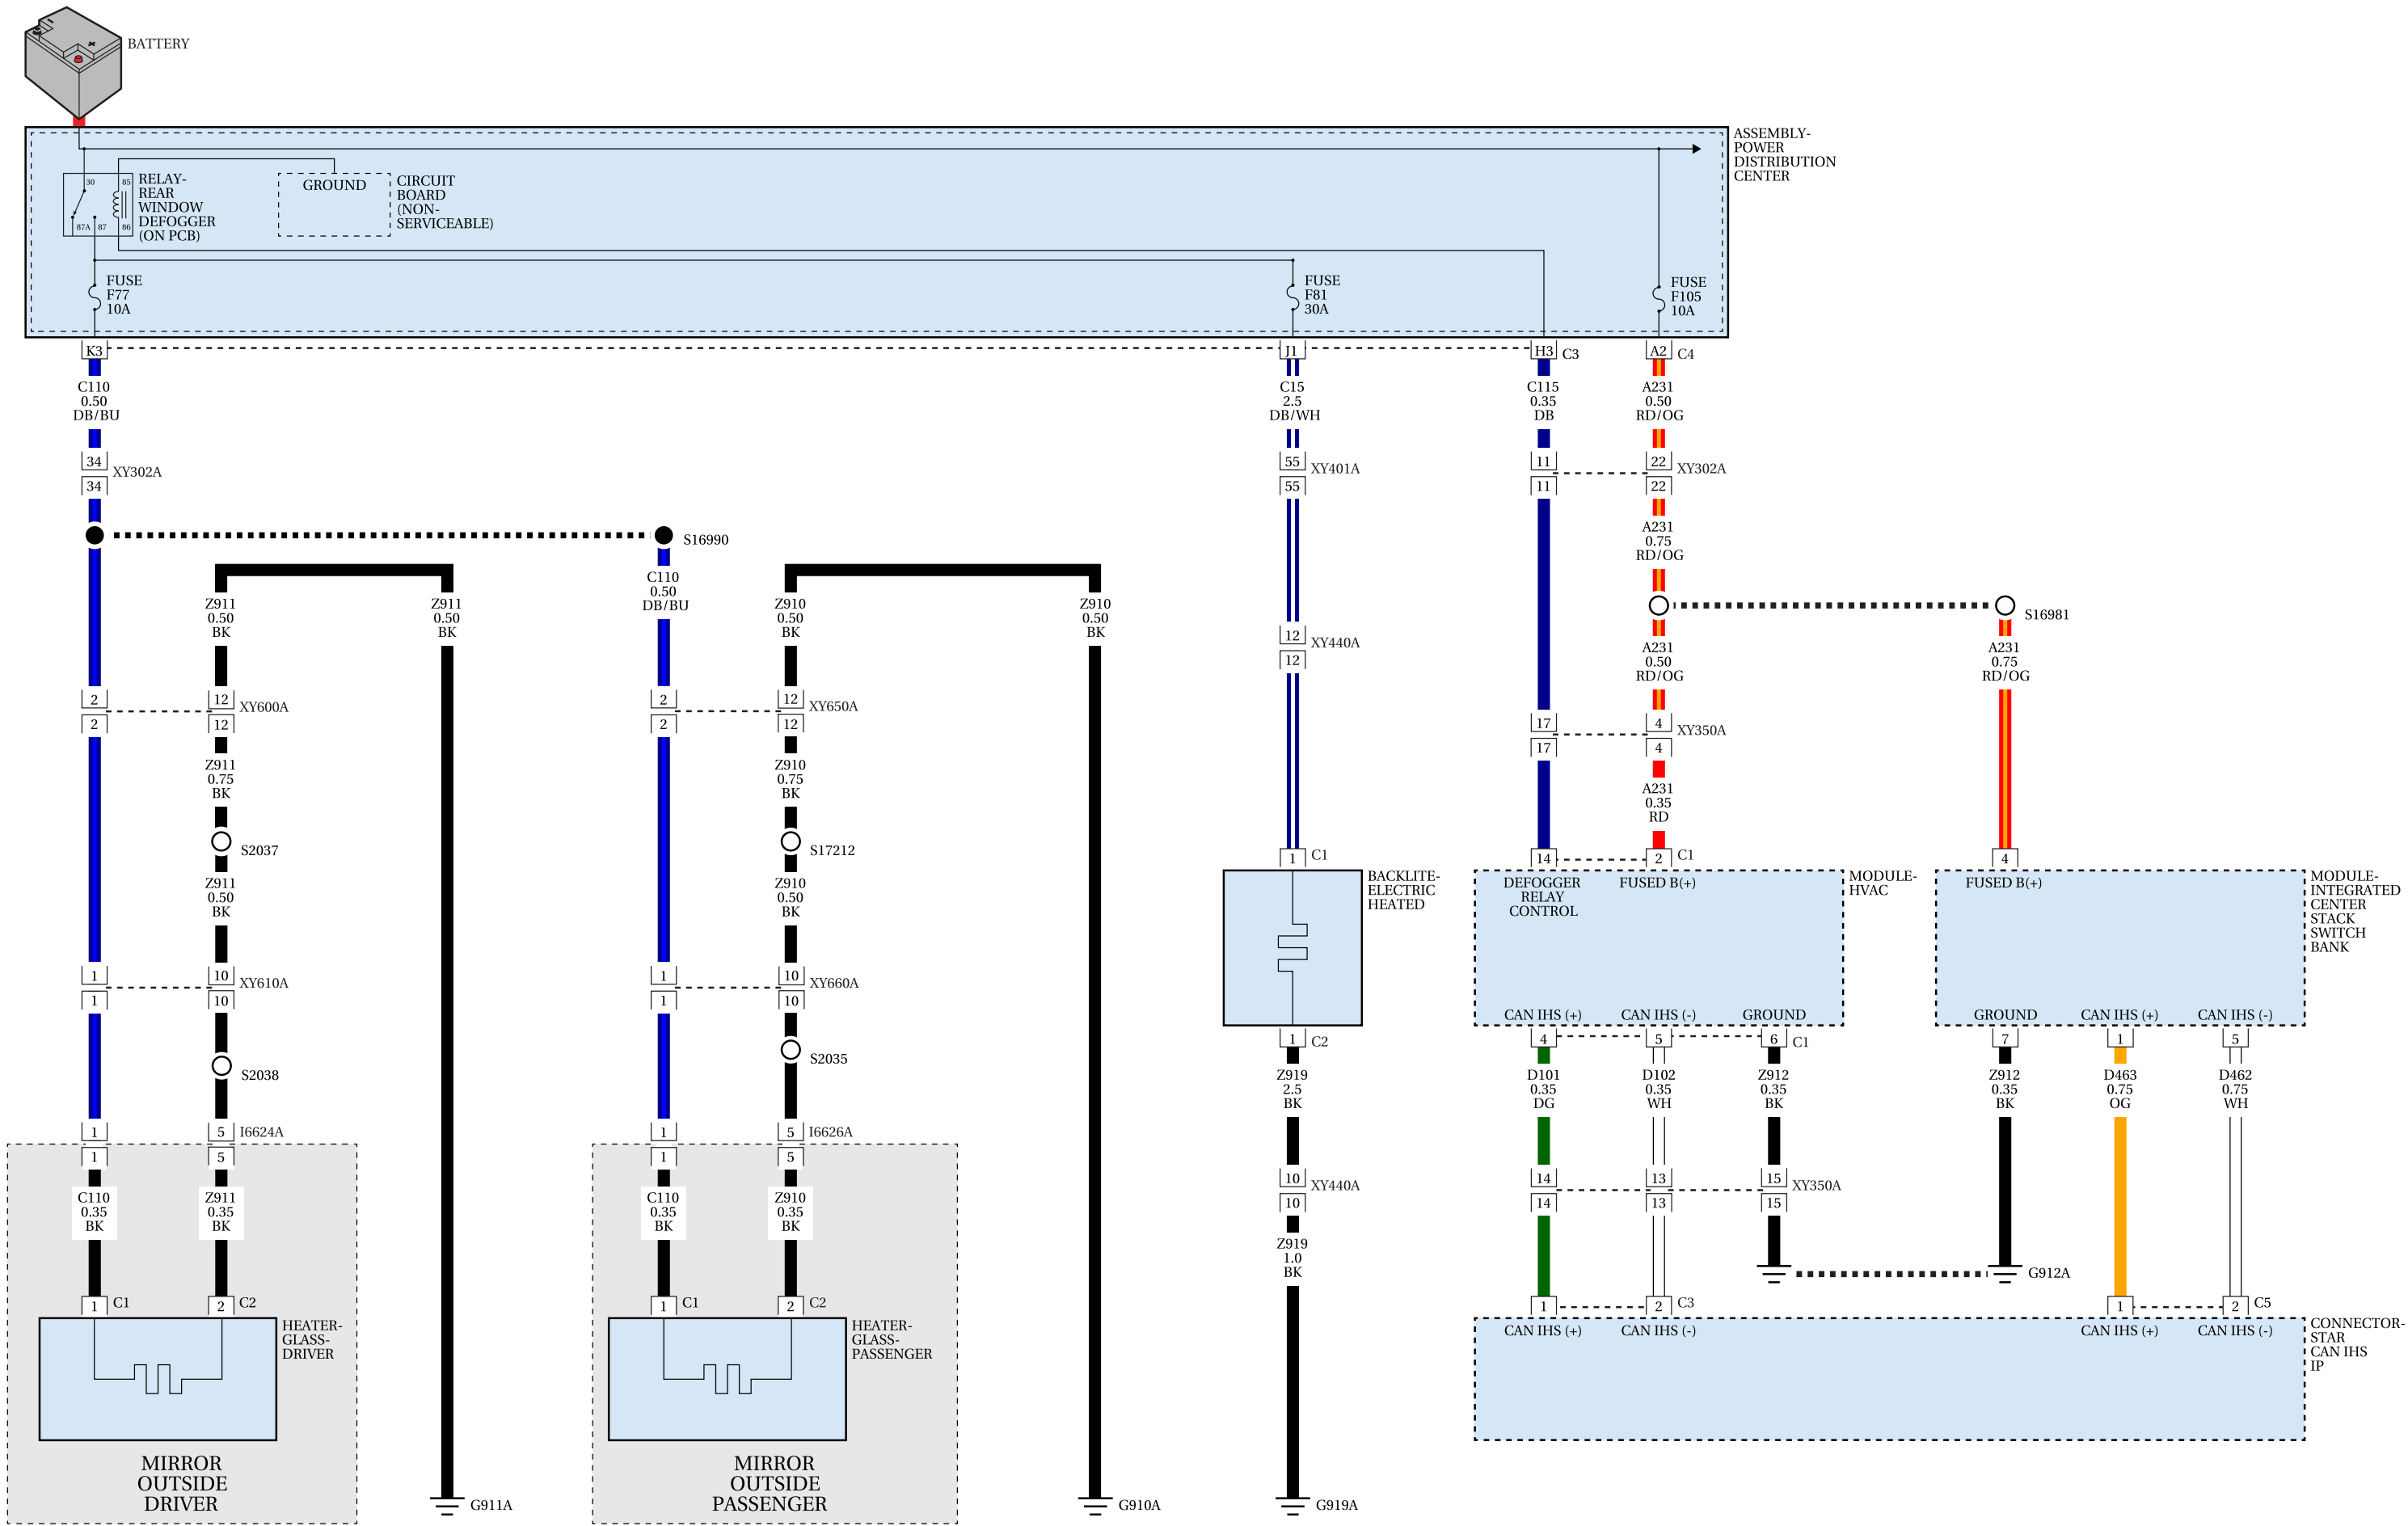 BATTERY
ASSEMBLY-
POWER
DISTRIBUTION
CENTER
30
85
87A
87
86
RELAY-
REAR
WINDOW
DEFOGGER
(ON PCB)
GROUND
CIRCUIT
BOARD
(NON-
SERVICEABLE)
FUSE
F77
10A
FUSE
F81
30A
FUSE
F105
10A
K3
J1
H3
C3
A2
C4
C110
0.50
DB/BU
C15
2.5
DB/WH
C115
0.35
DB
A231
0.50
RD/OG
34
XY302A
34
55
XY401A
55
11
11
22
XY302A
22
S16990
A231
0.75
RD/OG
S16981
Z911
0.50
BK
Z911
0.50
BK
C110
0.50
DB/BU
Z910
0.50
BK
Z910
0.50
BK
12
XY440A
12
A231
0.50
RD/OG
A231
0.75
RD/OG
2
2
12
XY600A
12
2
2
12
XY650A
12
17
17
4
XY350A
4
Z911
0.75
BK
Z910
0.75
BK
A231
0.35
RD
S2037
S17212
Z911
0.50
BK
Z910
0.50
BK
1
C1
14
2
C1
4
BACKLITE-
ELECTRIC
HEATED
DEFOGGER
RELAY
CONTROL
FUSED B(+)
MODULE-
HVAC
FUSED B(+)
MODULE-
INTEGRATED
CENTER
STACK
SWITCH
BANK
1
1
10
XY610A
10
1
1
10
XY660A
10
CAN IHS (+)
CAN IHS (-)
GROUND
GROUND
CAN IHS (+)
CAN IHS (-)
1
C2
4
5
6
C1
7
1
5
S2038
S2035
Z919
2.5
BK
D101
0.35
DG
D102
0.35
WH
Z912
0.35
BK
Z912
0.35
BK
D463
0.75
OG
D462
0.75
WH
1
1
5
I6624A
5
1
1
5
I6626A
5
10
XY440A
10
14
14
13
13
15
XY350A
15
C110
0.35
BK
Z911
0.35
BK
C110
0.35
BK
Z910
0.35
BK
Z919
1.0
BK
G912A
1
C1
2
C2
1
C1
2
C2
1
2
C3
1
2
C5
HEATER-
GLASS-
DRIVER
HEATER-
GLASS-
PASSENGER
CAN IHS (+)
CAN IHS (-)
CAN IHS (+)
CAN IHS (-)
CONNECTOR-
STAR
CAN IHS
IP
MIRROR
OUTSIDE
DRIVER
G911A
MIRROR
OUTSIDE
PASSENGER
G910A
G919A